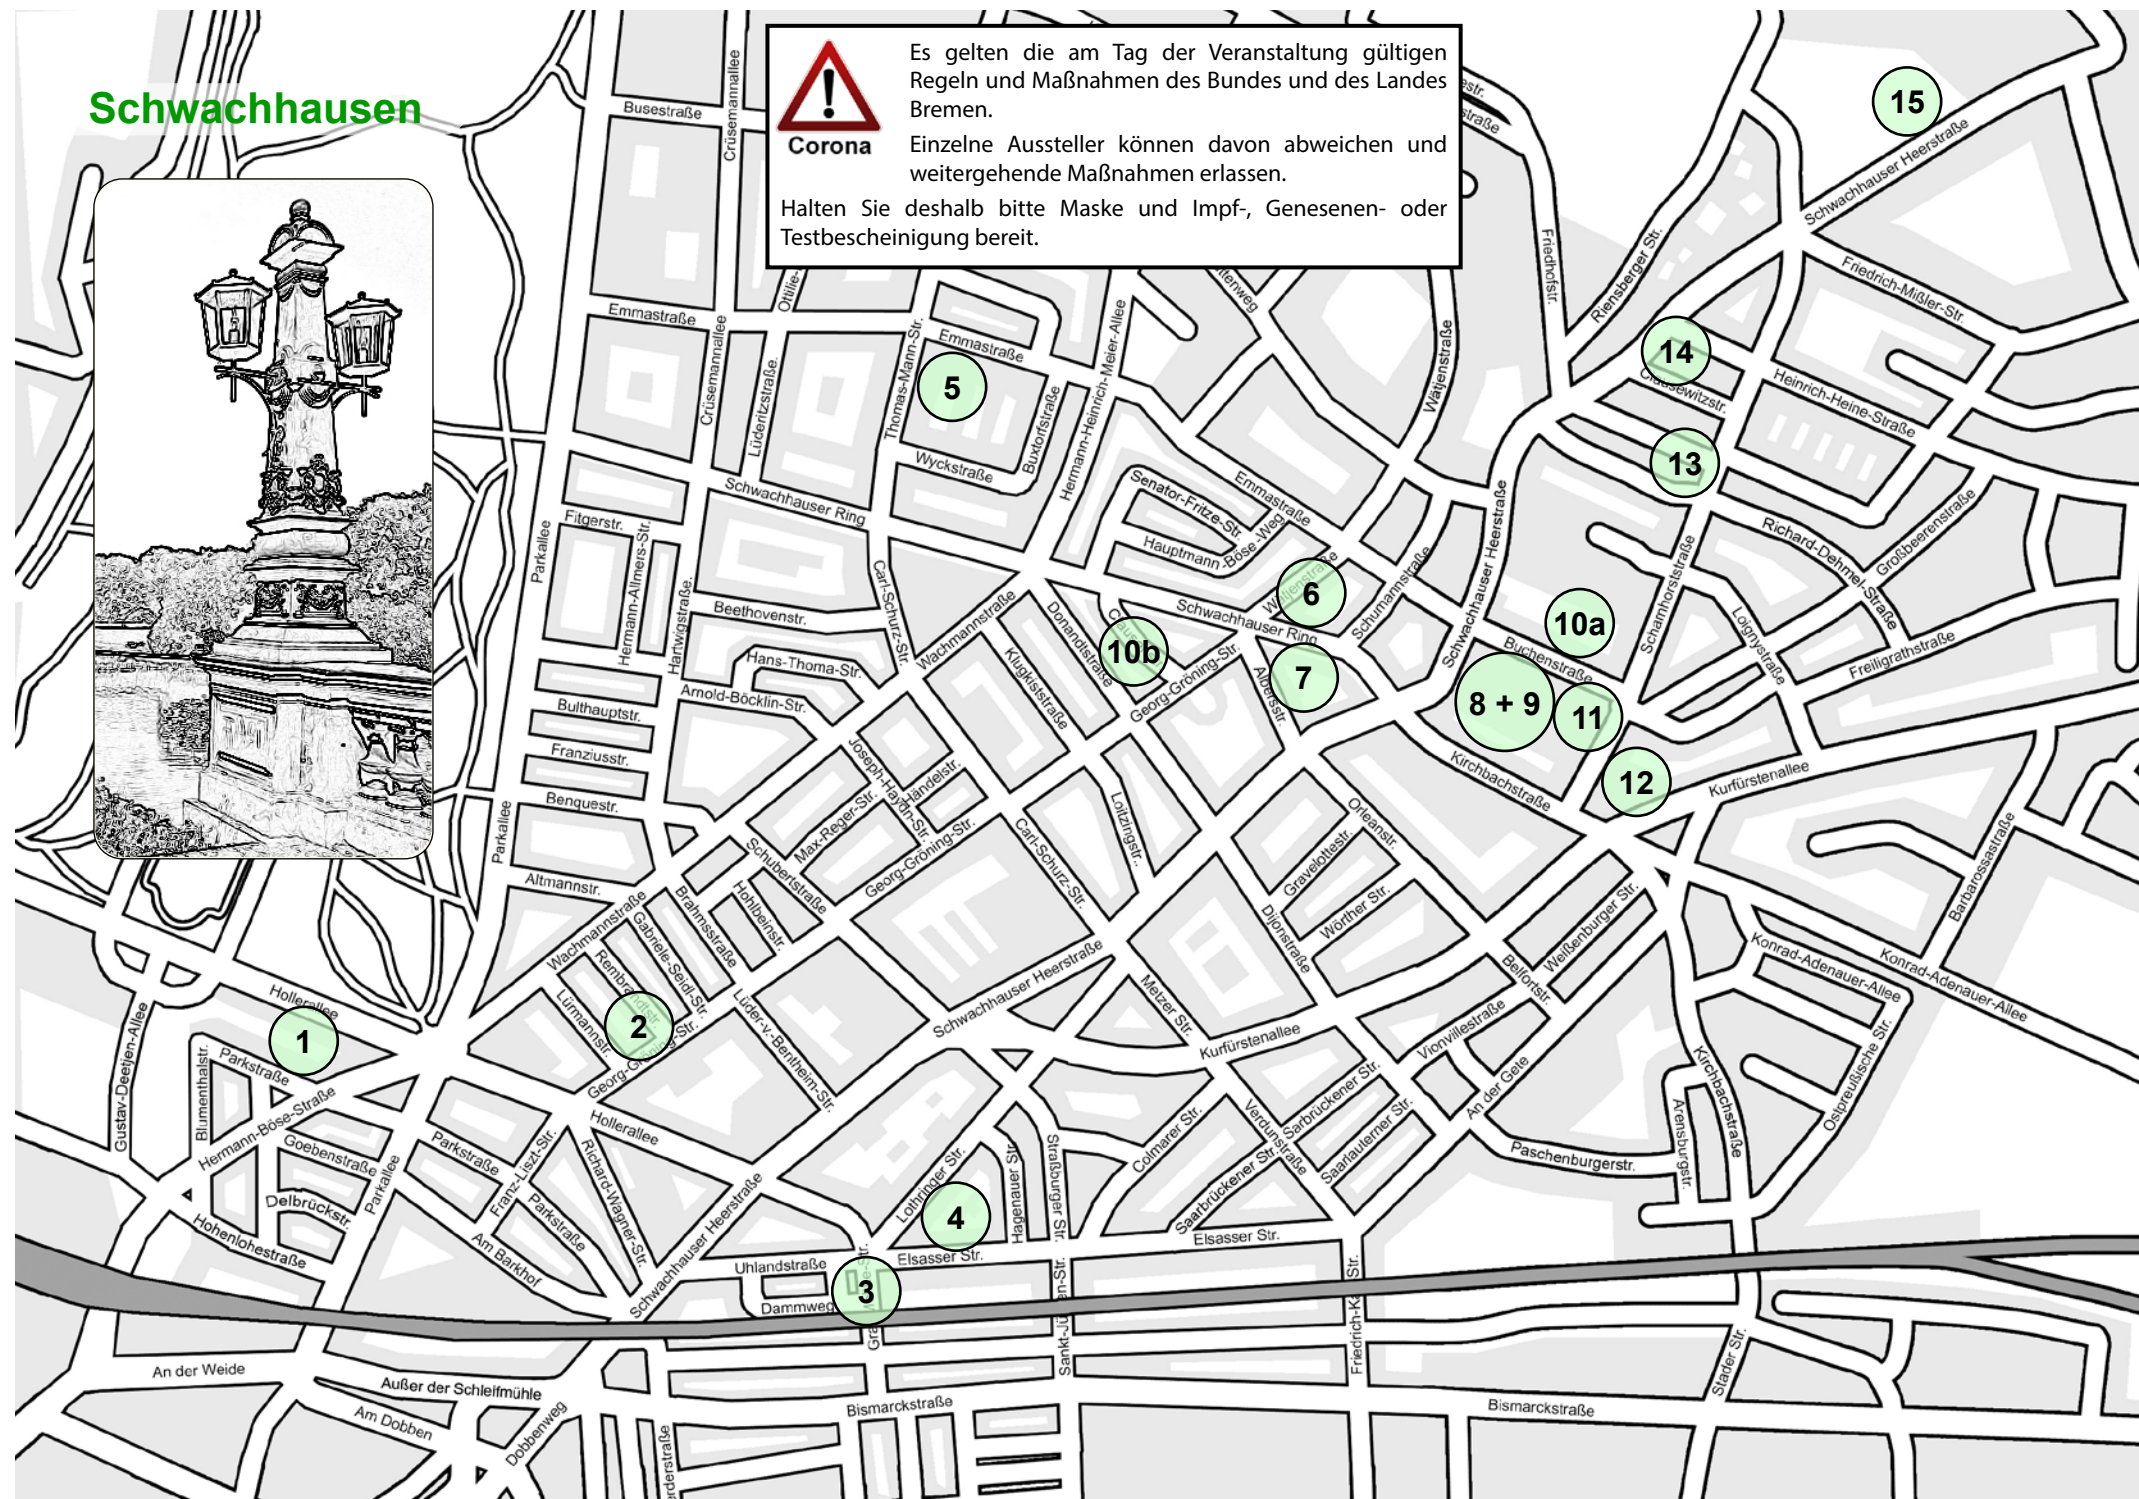 Schwachhausen
Corona
Es gelten die am Tag der Veranstaltung gültigen
Regeln und Maßnahmen des Bundes und des Landes
Bremen.
Einzelne Aussteller können davon abweichen und
weitergehende Maßnahmen erlassen.
Halten Sie deshalb bitte Maske und Impf-, Genesenen- oder
Testbescheinigung bereit.
15
Busestraße
Crüsemannallee
Schwachhauser Heerstraße
Friedhofstr.
Riensberger Str.
Friedrich-Mißler-Str.
Emmastraße
Crüsemannallee
Lüderitzstraße
Thomas-Mann-Str.
Emmastraße
5
Hermann-Heinrich-Meier-Allee
Wätjenstraße
14
Heinrich-Heine-Straße
Buxtorfstraße
Wyckstraße
13
Schwachhauser Ring
Senator-Fritze-Str.
Emmastraße
Hauptmann-Böse-Weg
Parkallee
Fitgerstr.
Hermann-Allmers-Str.
Hartwigstraße
Beethovenstr.
Carl-Schurz-Str.
Wachmannstraße
Donandtstraße
Klugkiststraße
10b
Schwachhauser Ring
6
7
Schumannstraße
Schwachhauser Heerstraße
10a
Buchenstraße
Scharnhorststraße
Richard-Dehmel-Straße
Großbeerenstraße
Loignystraße
Freiligrathstraße
Hans-Thoma-Str.
Arnold-Böcklin-Str.
Georg-Gröning-Str.
8 + 9
11
12
Kirchbachstraße
Kurfürstenallee
Bulthauptstr.
Franziusstr.
Benquestr.
Parkallee
Altmannstr.
Joseph-Haydn-Str.
Händelstr.
Max-Reger-Str.
Schubertstraße
Georg-Gröning-Str.
Carl-Schurz-Str.
Loitzingstr.
Orleanstr.
Gravelottestr.
Wörther Str.
Dijonstraße
Barbarossastraße
Weißenburger Str.
Belfortstr.
Konrad-Adenauer-Allee
Konrad-Adenauer-Allee
Wachmannstraße
Brahmsstraße
Hohlbeinstr.
Gabriele-Seidl-Str.
Lürmannstr.
2
Georg-Gröning-Str.
Lüder-v.-Bentheim-Str.
Schwachhauser Heerstraße
Metzer Str.
Kurfürstenallee
Vionvillestraße
An der Gete
Ostpreußische Str.
Kirchbachstraße
Arensburgstr.
Paschenburgerstr.
Hollerallee
1
Gustav-Deetjen-Allee
Blumenthalstr.
Parkstraße
Hermann-Böse-Straße
Goebenstraße
Delbrückstr.
Hohenlohestraße
Parkallee
Parkstraße
Franz-Liszt-Str.
Parkstraße
Am Barkhof
Hollerallee
Richard-Wagner-Str.
Schwachhauser Heerstraße
Lothringer Str.
4
Hagenauer Str.
Straßburger Str.
Colmarer Str.
Verdunstraße
Sarbrückener Str.
Saarbrückener Str.
Saarlauterner Str.
Elsasser Str.
Elsasser Str.
Uhlandstraße
Dammweg
3
An der Weide
Außer der Schleifmühle
Am Dobben
Dobbenweg
Bismarckstraße
Bismarckstraße
Stader Str.